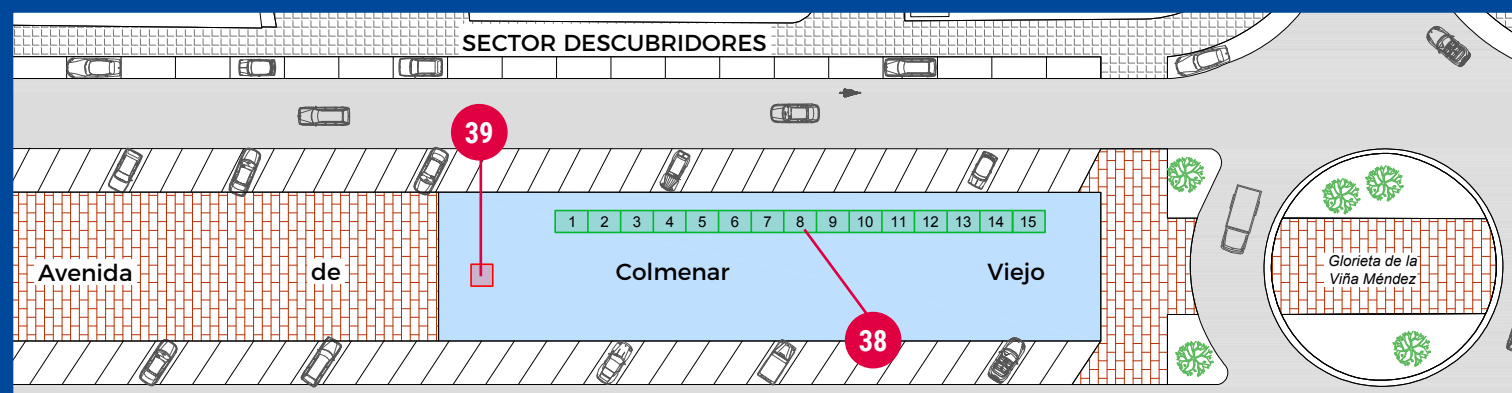 SECTOR DESCUBRIDORES
39
1 2 3 4 5 6 7 8 9 10 11 12 13 14 15
Avenida de Colmenar Viejo
Glorieta de la
Viña Méndez
38